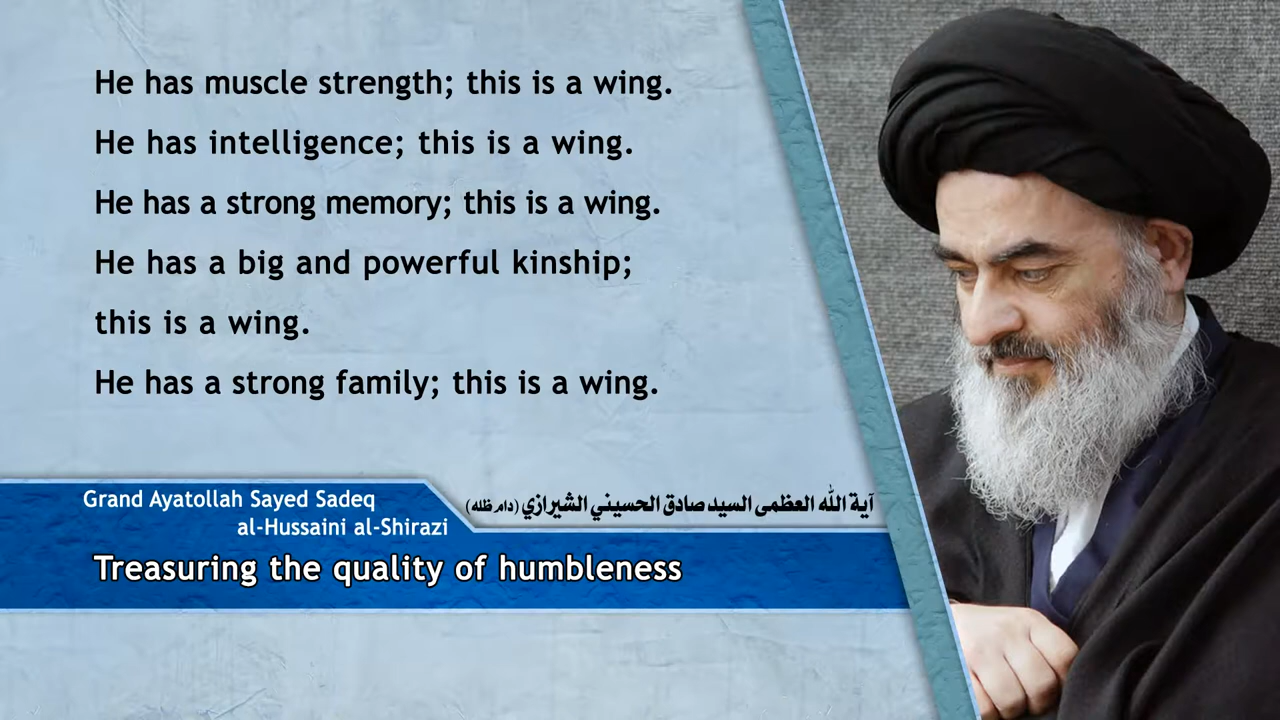 He has muscle strength; this is a wing.
He has intelligence; this is a wing.
He has a strong memory; this is a wing.
He has a big and powerful kinship;
this is a wing.
He has a strong family; this is a wing.
Grand Ayatollah Sayed Sadeq
al-Hussaini al-Shirazi
آية الله العظمى السيد صادق الحسيني الشيرازي (دام ظله)
Treasuring the quality of humbleness